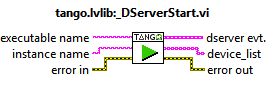 tango.lvlib:_DServerStart.vi
executable name
TANGO
dserver evt.
instance name
device_list
error in
error out